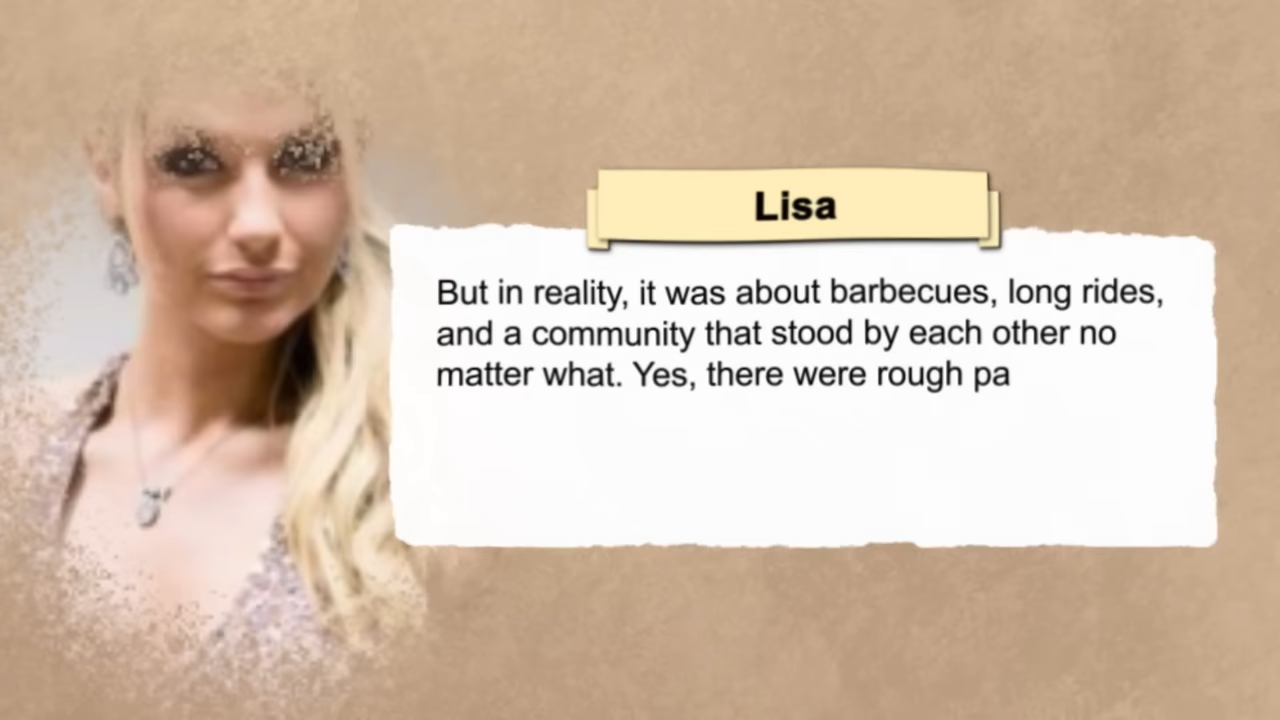 Lisa
But in reality, it was about barbecues, long rides,
and a community that stood by each other no
matter what. Yes, there were rough pa